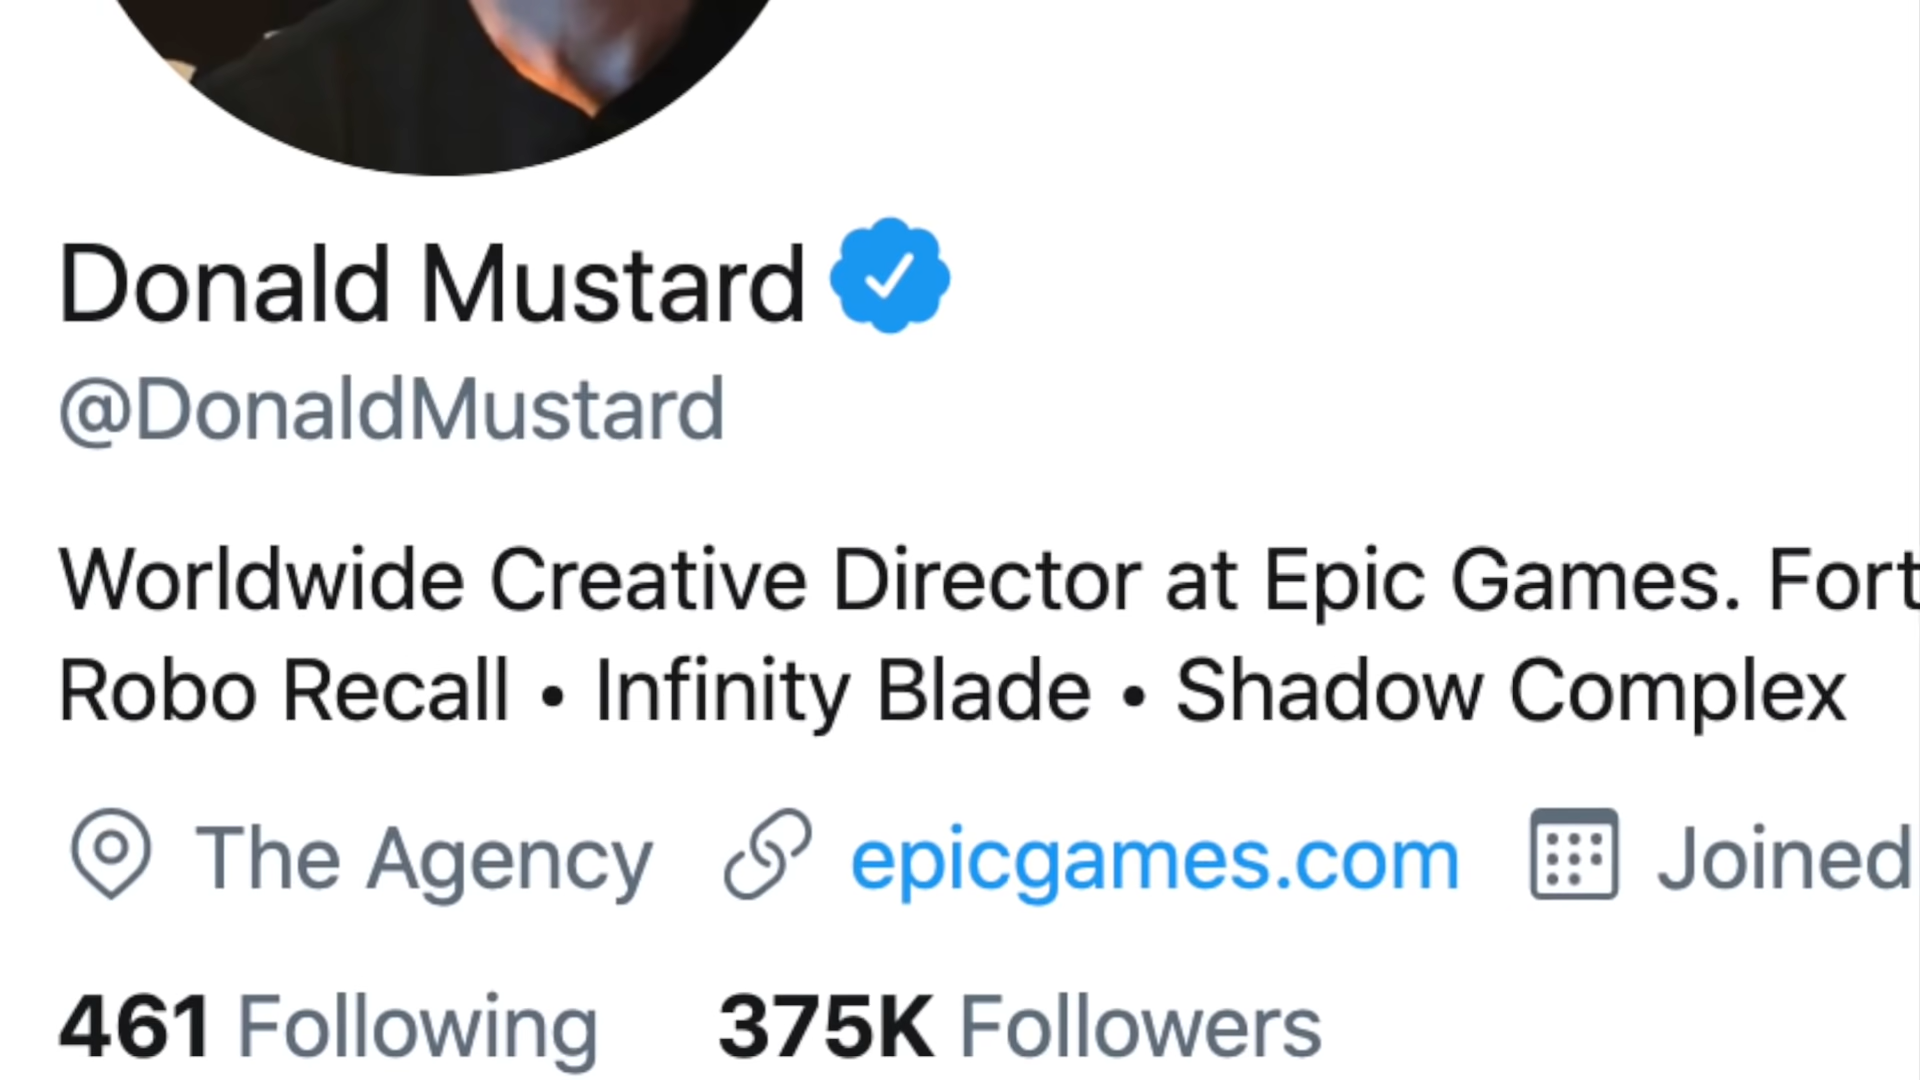 Donald Mustard
@DonaldMustard
Worldwide Creative Director at Epic Games. Fort
Robo Recall • Infinity Blade • Shadow Complex
The Agency epicgames.com Joined
461 Following 375K Followers